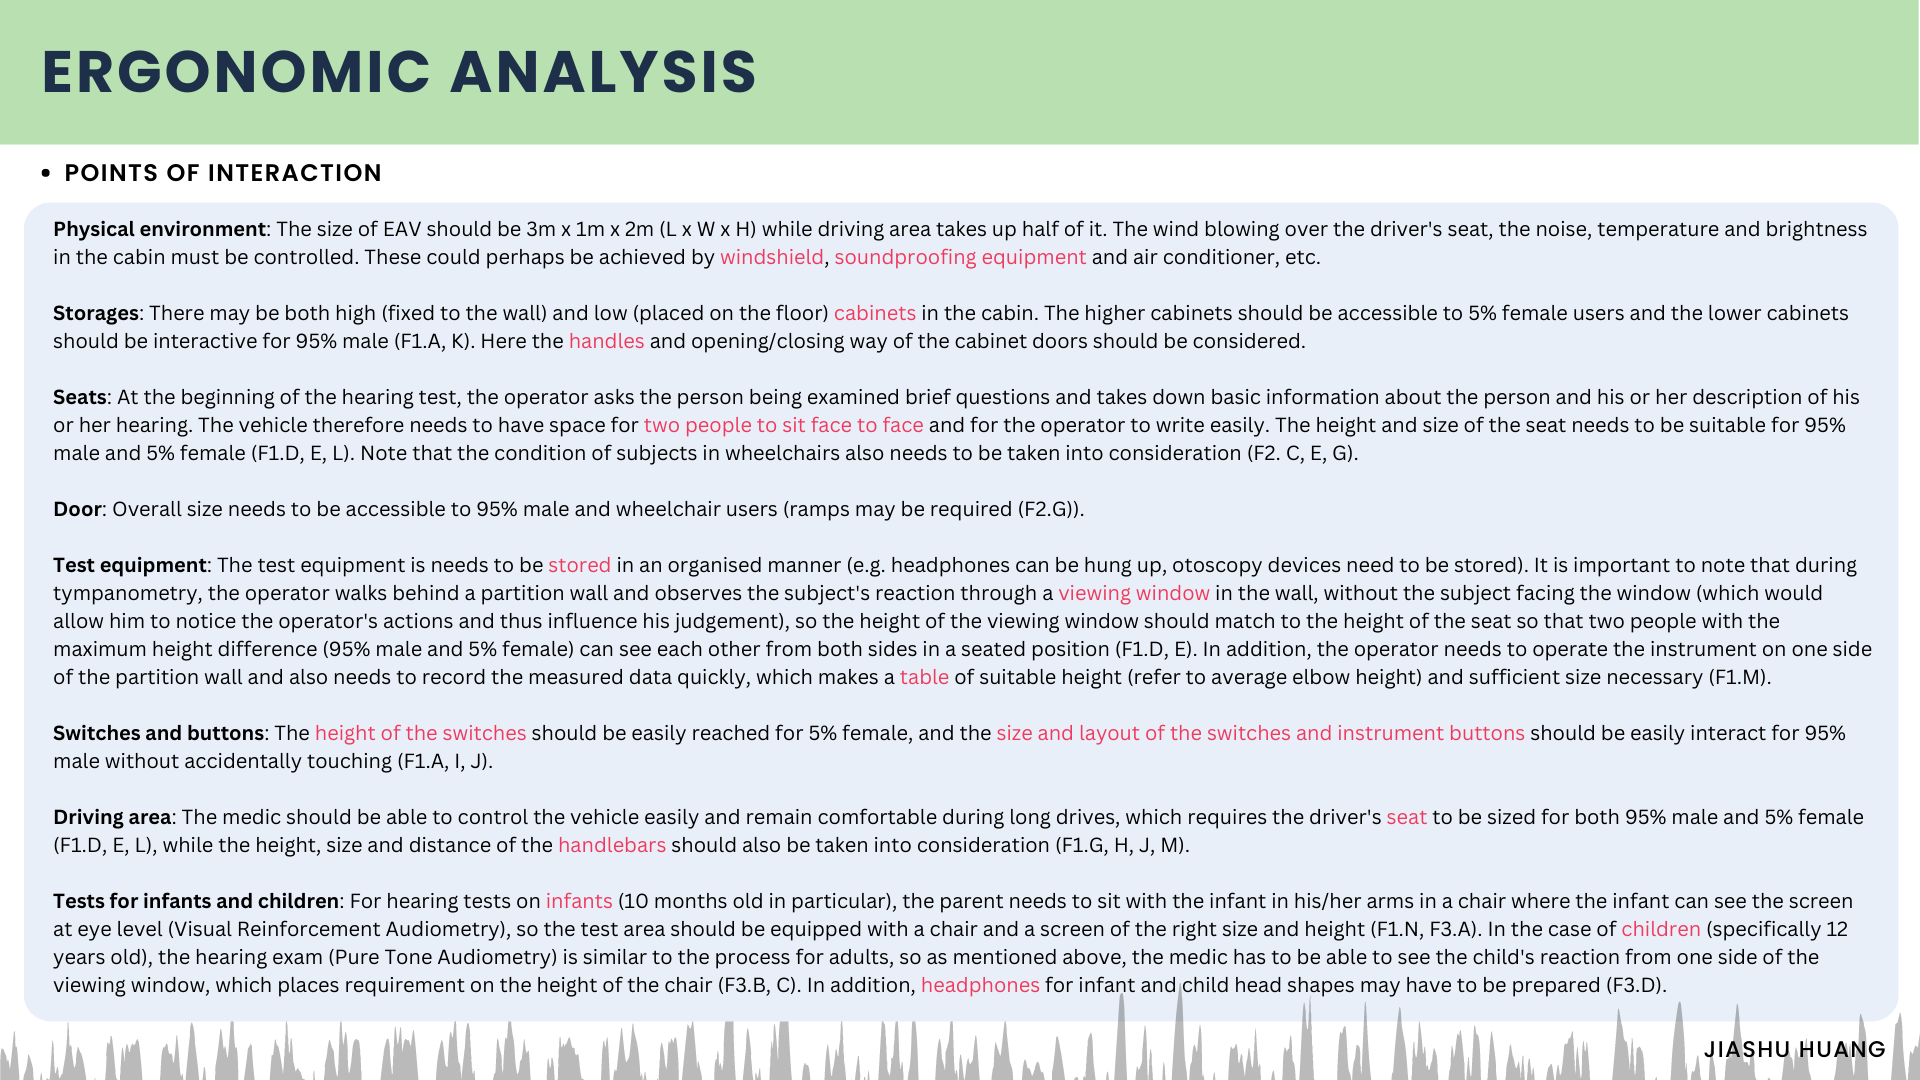 ERGONOMIC ANALYSIS
• POINTS OF INTERACTION
Physical environment: The size of EAV should be 3m x 1m x 2m (L x W x H) while driving area takes up half of it. The wind blowing over the driver's seat, the noise, temperature and brightness
in the cabin must be controlled. These could perhaps be achieved by windshield, soundproofing equipment and air conditioner, etc.
Storages: There may be both high (fixed to the wall) and low (placed on the floor) cabinets in the cabin. The higher cabinets should be accessible to 5% female users and the lower cabinets
should be interactive for 95% male (F1.A, K). Here the handles and opening/closing way of the cabinet doors should be considered.
Seats: At the beginning of the hearing test, the operator asks the person being examined brief questions and takes down basic information about the person and his or her description of his
or her hearing. The vehicle therefore needs to have space for two people to sit face to face and for the operator to write easily. The height and size of the seat needs to be suitable for 95%
male and 5% female (F1.D, E, L). Note that the condition of subjects in wheelchairs also needs to be taken into consideration (F2. C, E, G).
Door: Overall size needs to be accessible to 95% male and wheelchair users (ramps may be required (F2.G)).
Test equipment: The test equipment is needs to be stored in an organised manner (e.g. headphones can be hung up, otoscopy devices need to be stored). It is important to note that during
tympanometry, the operator walks behind a partition wall and observes the subject's reaction through a viewing window in the wall, without the subject facing the window (which would
allow him to notice the operator's actions and thus influence his judgement), so the height of the viewing window should match to the height of the seat so that two people with the
maximum height difference (95% male and 5% female) can see each other from both sides in a seated position (F1.D, E). In addition, the operator needs to operate the instrument on one side
of the partition wall and also needs to record the measured data quickly, which makes a table of suitable height (refer to average elbow height) and sufficient size necessary (F1.M).
Switches and buttons: The height of the switches should be easily reached for 5% female, and the size and layout of the switches and instrument buttons should be easily interact for 95%
male without accidentally touching (F1.A, I, J).
Driving area: The medic should be able to control the vehicle easily and remain comfortable during long drives, which requires the driver's seat to be sized for both 95% male and 5% female
(F1.D, E, L), while the height, size and distance of the handlebars should also be taken into consideration (F1.G, H, J, M).
Tests for infants and children: For hearing tests on infants (10 months old in particular), the parent needs to sit with the infant in his/her arms in a chair where the infant can see the screen
at eye level (Visual Reinforcement Audiometry), so the test area should be equipped with a chair and a screen of the right size and height (F1.N, F3.A). In the case of children (specifically 12
years old), the hearing exam (Pure Tone Audiometry) is similar to the process for adults, so as mentioned above, the medic has to be able to see the child's reaction from one side of the
viewing window, which places requirement on the height of the chair (F3.B, C). In addition, headphones for infant and child head shapes may have to be prepared (F3.D).
JIASHU HUANG